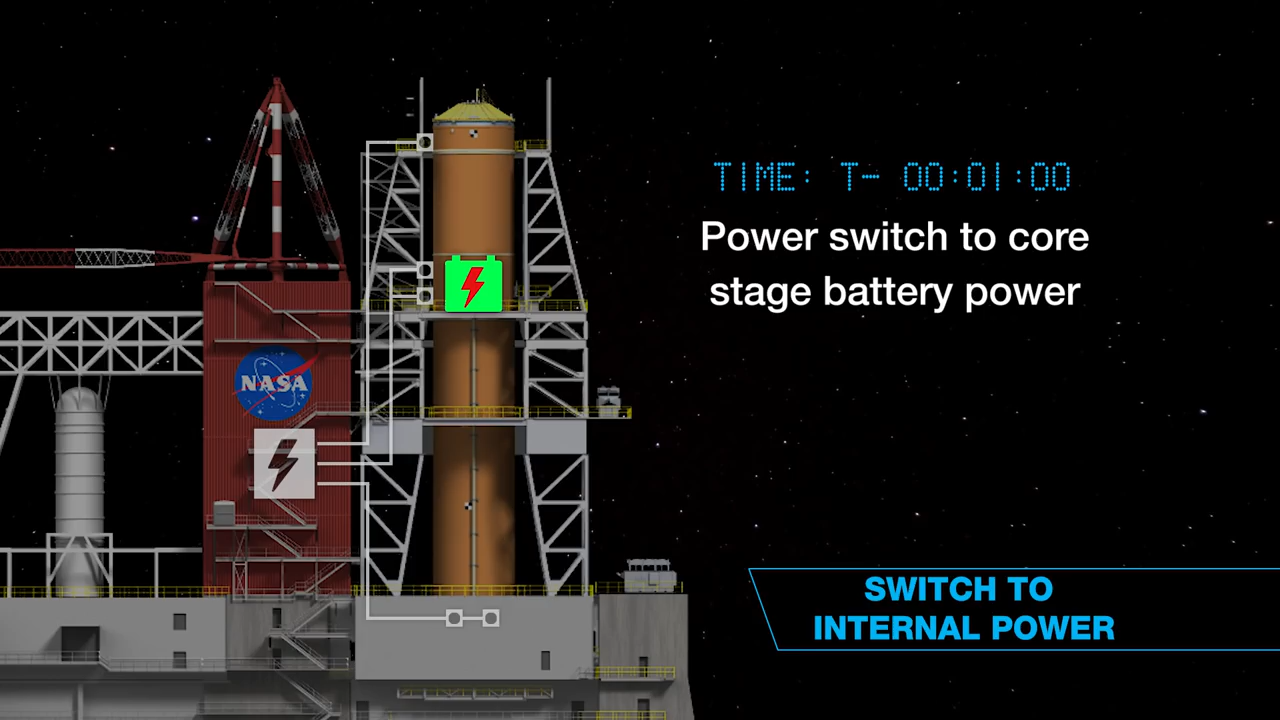 TIME: T- 00:01:00
Power switch to core
stage battery power
NASA
SWITCH TO
INTERNAL POWER